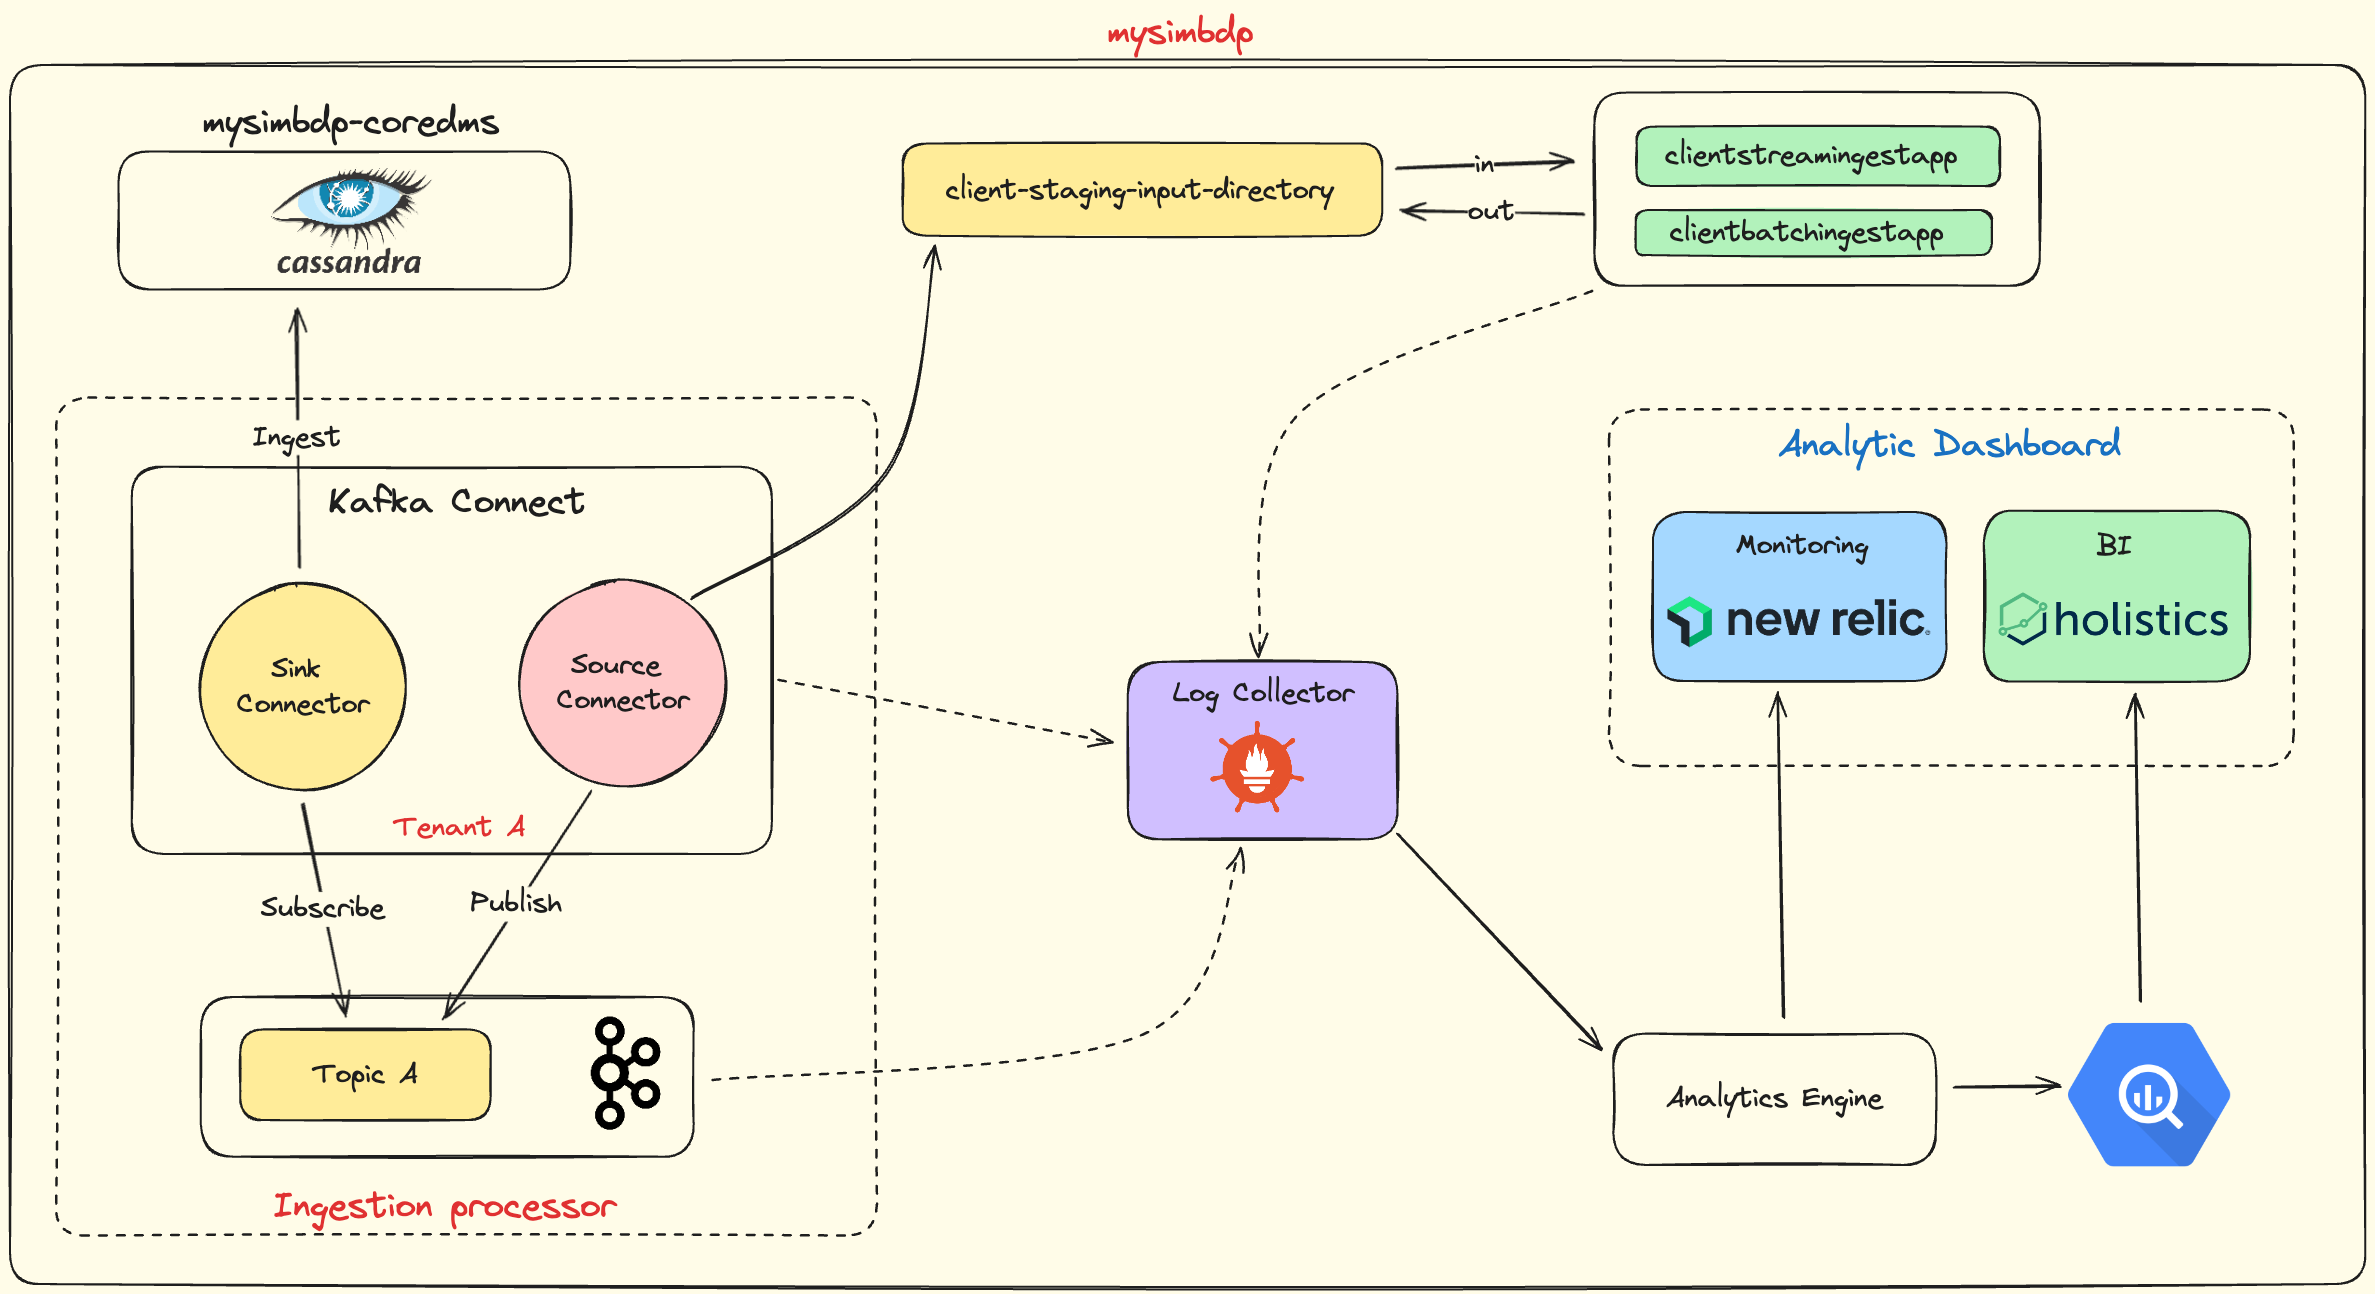 mysimbdp
mysimbdp-coredms
cassandra
client-staging-input-directory
in
out
clientstreamingestapp
clientbatchingestapp
Ingest
Kafka Connect
Sink
Connector
Source
Connector
Tenant A
Subscribe
Publish
Topic A
Ingestion processor
Log Collector
Analytic Dashboard
Monitoring
new relic
BI
holistics
Analytics Engine